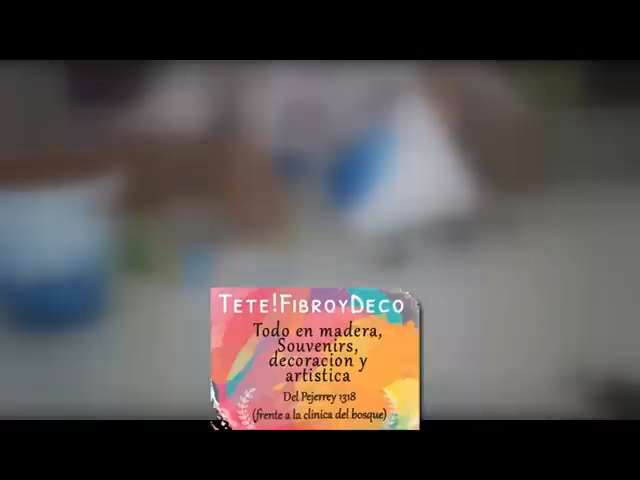 TETE!FIBROYDECO
Todo en madera,
Souvenirs,
decoracion y
artistica
Del Pejerrey 1318
(frente a la clinica del bosque)